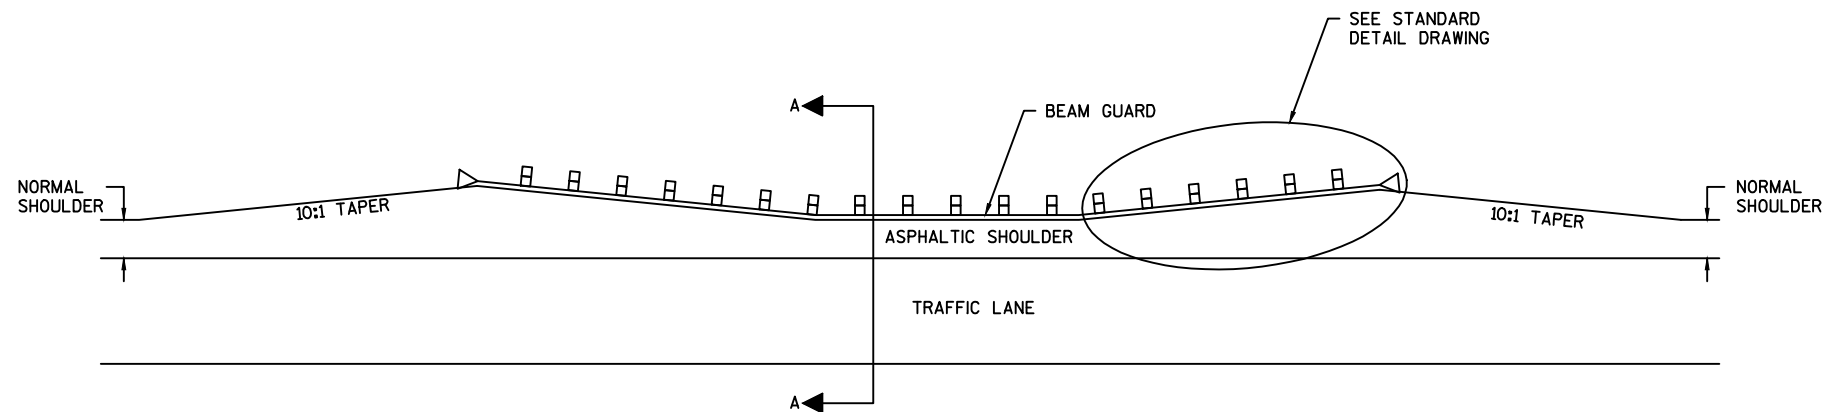 SEE STANDARD
DETAIL DRAWING
A
BEAM GUARD
NORMAL
SHOULDER
10:1 TAPER
ASPHALTIC SHOULDER
10:1 TAPER
NORMAL
SHOULDER
TRAFFIC LANE
A